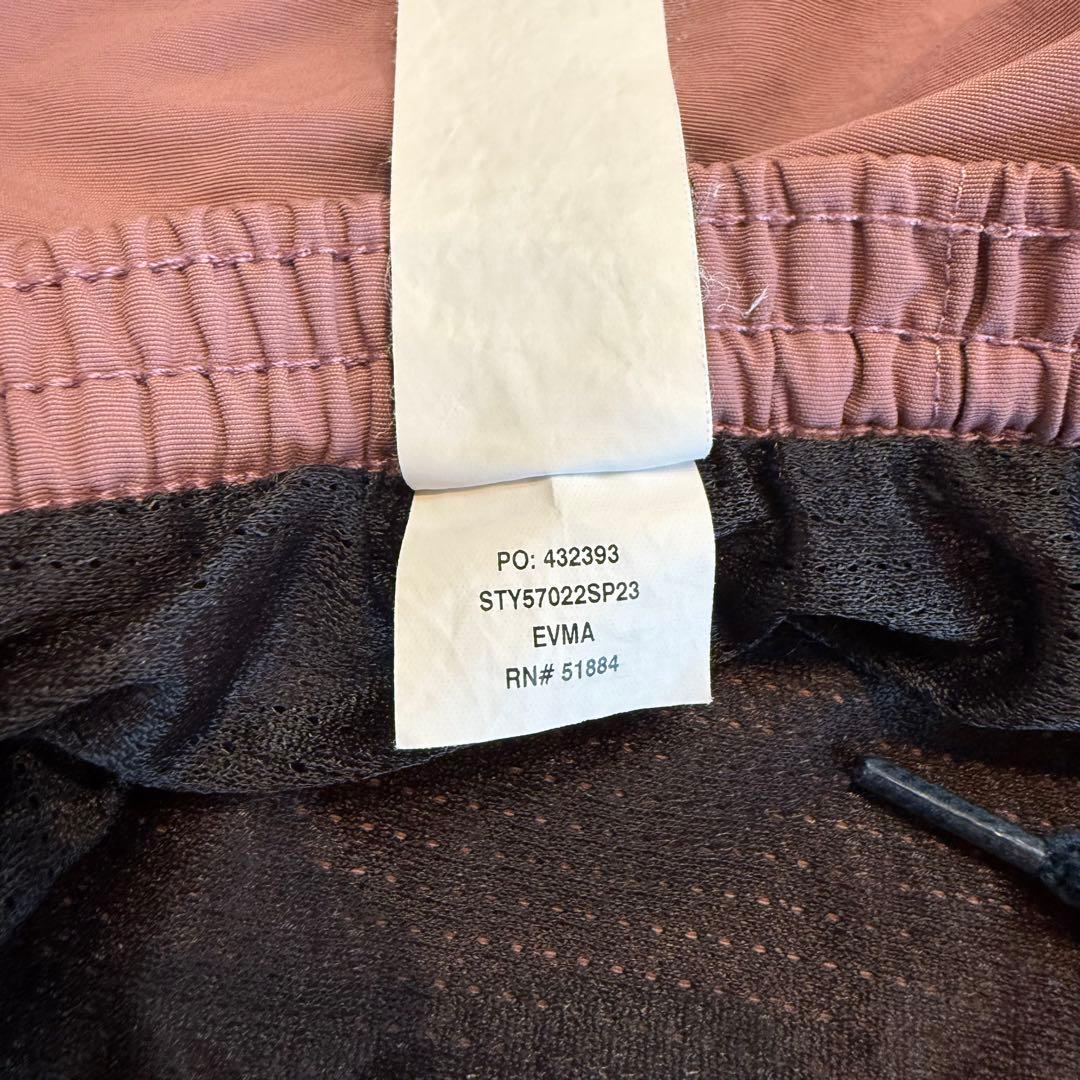 PO: 432393
STY57022SP23
EVMA
RN# 51884